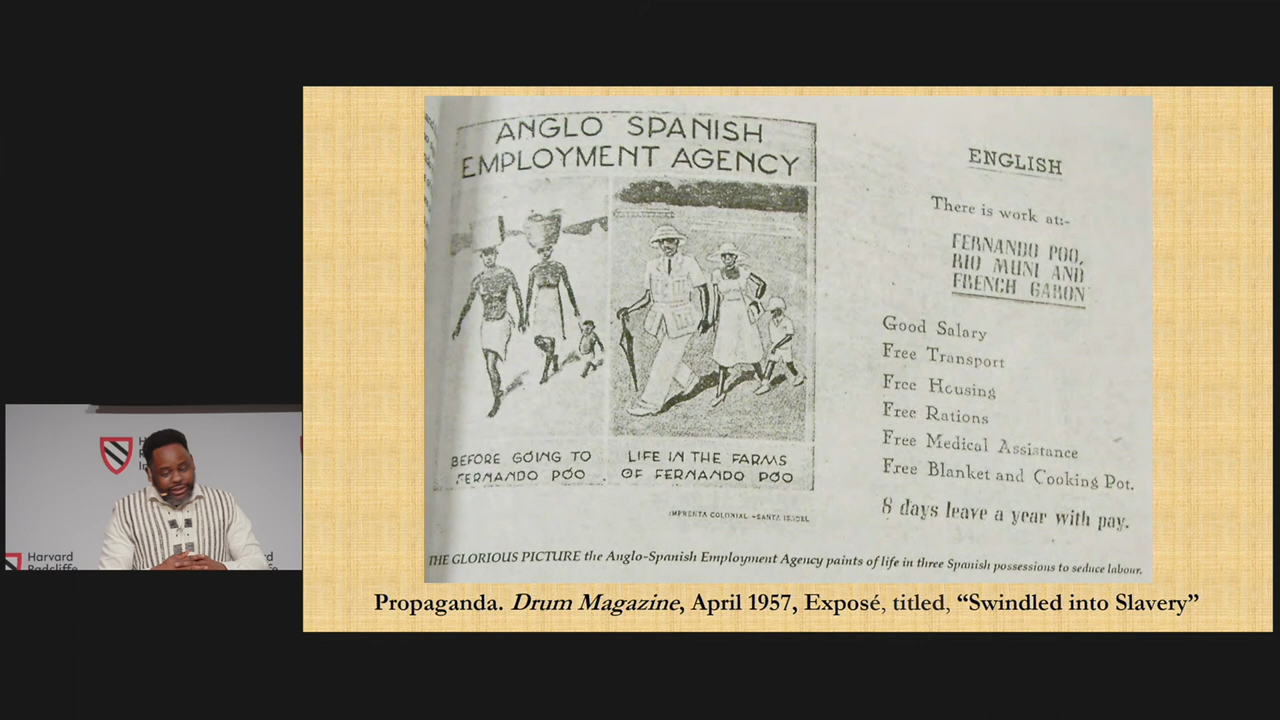 ANGLO SPANISH
EMPLOYMENT AGENCY
BEFORE GOING TO
FERNANDO PÓO
LIFE IN THE FARMS
OF FERNANDO PÓO
IMPRENTA COLONIAL - SANTA ISABEL
ENGLISH
There is work at:-
FERNANDO POO,
RIO MUNI AND
FRENCH GABON
Good Salary
Free Transport
Free Housing
Free Rations
Free Medical Assistance
Free Blanket and Cooking Pot.
8 days leave a year with pay.
THE GLORIOUS PICTURE the Anglo-Spanish Employment Agency paints of life in three Spanish possessions to seduce labour.
Propaganda. Drum Magazine, April 1957, Exposé, titled, “Swindled into Slavery”
Harvard
Radcliffe